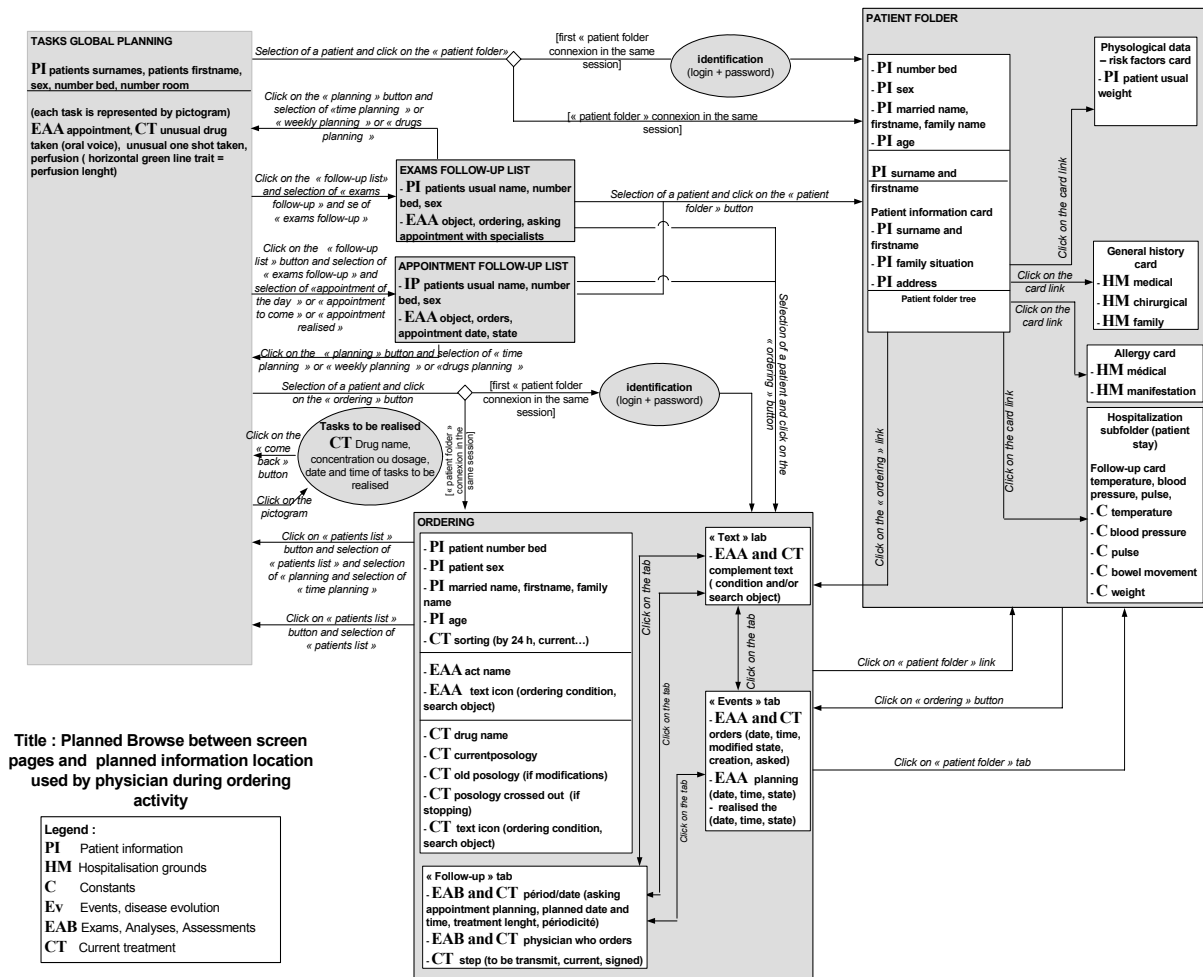 TASKS GLOBAL PLANNING
PI patients surnames, patients firstname,
sex, number bed, number room
(each task is represented by pictogram)
EAA appointment, CT unusual drug
taken (oral voice), unusual one shot taken,
perfusion ( horizontal green line trait =
perfusion lenght)
Selection of a patient and click on the « patient folder»
[first « patient folder
connexion in the same
session]
identification
(login + password)
[« patient folder » connexion in the same
session]
Click on the « planning » button and
selection of «time planning » or
« weekly planning » or «drugs
planning »
EXAMS FOLLOW-UP LIST
- PI patients usual name, number
bed, sex
- EAA object, ordering, asking
appointment with specialists
Click on the « follow-up list»
and selection of « exams
follow-up » and se of
« exams follow-up »
Selection of a patient and click on the « patient
folder » button
Click on the « follow-up
list » button and selection of
« exams follow-up » and
selection of «appointment of
the day » or « appointment
to come » or « appointment
realised »
APPOINTMENT FOLLOW-UP LIST
- IP patients usual name, number
bed, sex
- EAA object, orders,
appointment date, state
Click on the « planning » button and selection of « time
planning » or « weekly planning » or «drugs planning »
Selection of a patient and click on the
« ordering » button
Selection of a patient and click
on the « ordering » button
[first « patient folder
connexion in the same
session]
identification
(login + password)
[« patient folder »
connexion in the
same session]
Tasks to be realised
CT Drug name,
concentration ou dosage,
date and time of tasks to be
realised
Click on the
« come
back »
button
Click on the
pictogram
Click on « patients list »
button and selection of
« patients list » and selection
of « planning and selection of
« time planning »
Click on « patients list »
button and selection of
« patients list »
PATIENT FOLDER
- PI number bed
- PI sex
- PI married name,
firstname, family name
- PI age
PI surname and
firstname
Patient information card
- PI surname and
firstname
- PI family situation
- PI address
Patient folder tree
Physological data
– risk factors card
- PI patient usual
weight
Click on the card link
General history
card
- HM medical
- HM chirurgical
- HM family
Click on the
card link
Click on the
card link
Allergy card
- HM médical
- HM manifestation
Hospitalization
subfolder (patient
stay)
Follow-up card
temperature, blood
pressure, pulse,
- C temperature
- C blood pressure
- C pulse
- C bowel movement
- C weight
Click on the card link
Click on the « ordering » link
ORDERING
- PI patient number bed
- PI patient sex
- PI married name, firstname, family
name
- PI age
- CT sorting (by 24 h, current…)
- EAA act name
- EAA text icon (ordering condition,
search object)
- CT drug name
- CT currentposology
- CT old posology (if modifications)
- CT posology crossed out (if
stopping)
- CT text icon (ordering condition,
search object)
« Text » lab
- EAA and CT
complement text
( condition and/or
search object)
Click on the tab
Click on the tab
Click on the tab
Click on the tab
« Events » tab
- EAA and CT
orders (date, time,
modified state,
creation, asked)
- EAA planning
(date, time, state)
- realised the
(date, time, state)
« Follow-up » tab
- EAB and CT périod/date (asking
appointment planning, planned date and
time, treatment lenght, périodicité)
- EAB and CT physician who orders
- CT step (to be transmit, current, signed)
Click on « patient folder » link
Click on « ordering » button
Click on « patient folder » tab
Title : Planned Browse between screen
pages and planned information location
used by physician during ordering
activity
Legend :
PI Patient information
HM Hospitalisation grounds
C Constants
Ev Events, disease evolution
EAB Exams, Analyses, Assessments
CT Current treatment